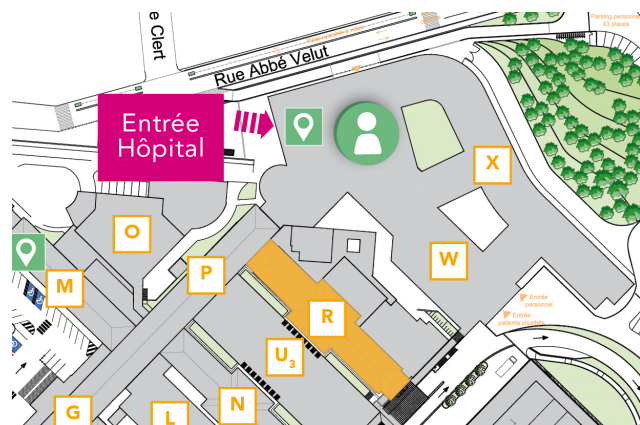 e Clert
Rue Abbé Velut
Parking personnel
43 places
Entrée
Hôpital
X
O
P
W
M
R
Entrée
personnel
Entrée
patients couchés
U3
G
L
N